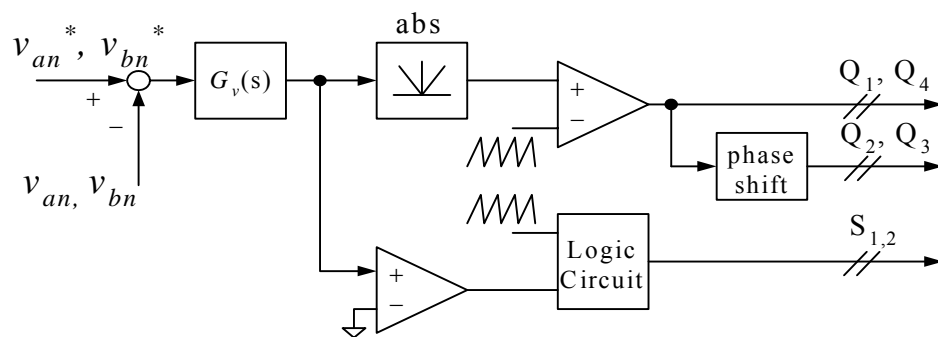 abs
v_an*, v_bn*
G_v(s)
+
−
v_an, v_bn
+
−
Q_1, Q_4
Q_2, Q_3
phase
shift
S_1,2
Logic
Circuit
+
−